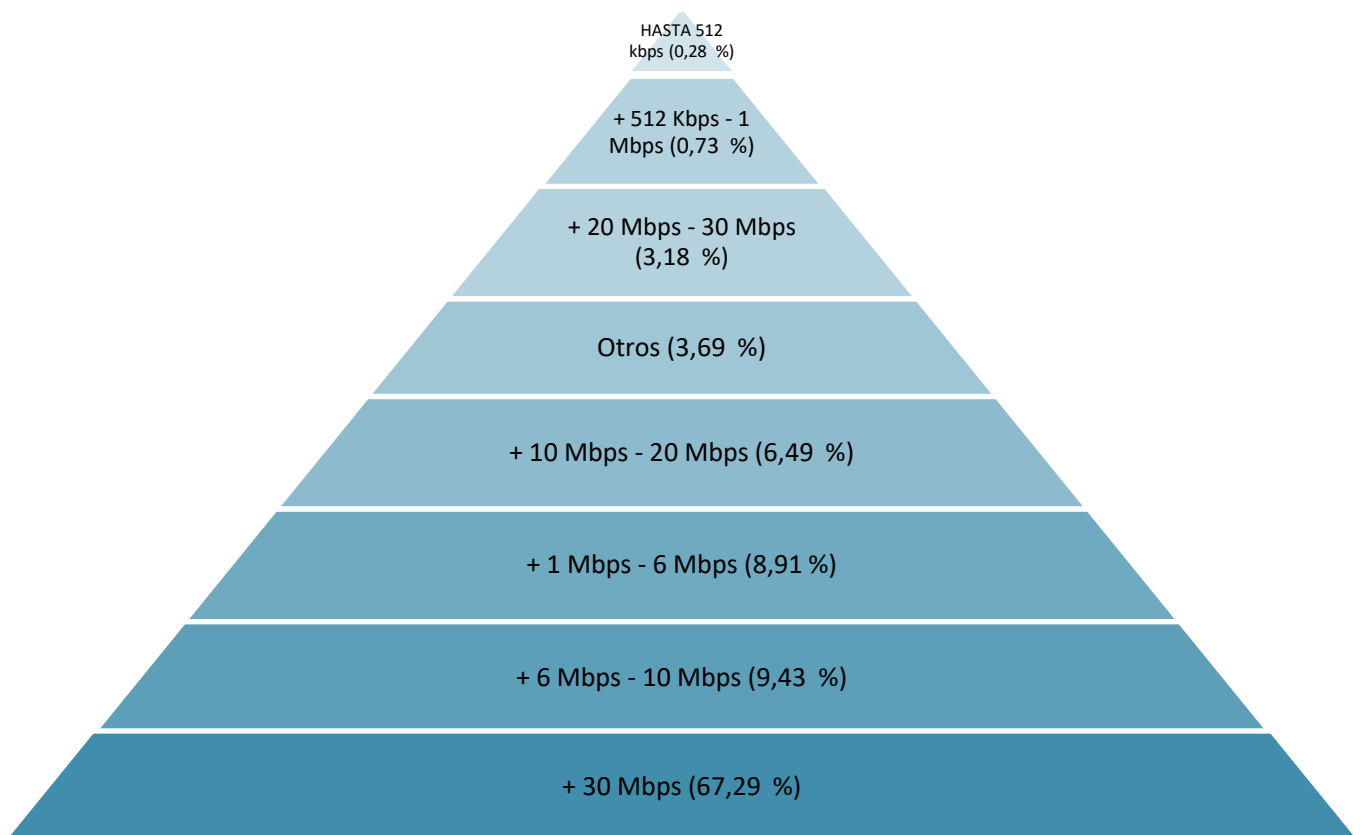 HASTA 512
kbps (0,28 %)
+ 512 Kbps - 1
Mbps (0,73 %)
+ 20 Mbps - 30 Mbps
(3,18 %)
Otros (3,69 %)
+ 10 Mbps - 20 Mbps (6,49 %)
+ 1 Mbps - 6 Mbps (8,91 %)
+ 6 Mbps - 10 Mbps (9,43 %)
+ 30 Mbps (67,29 %)